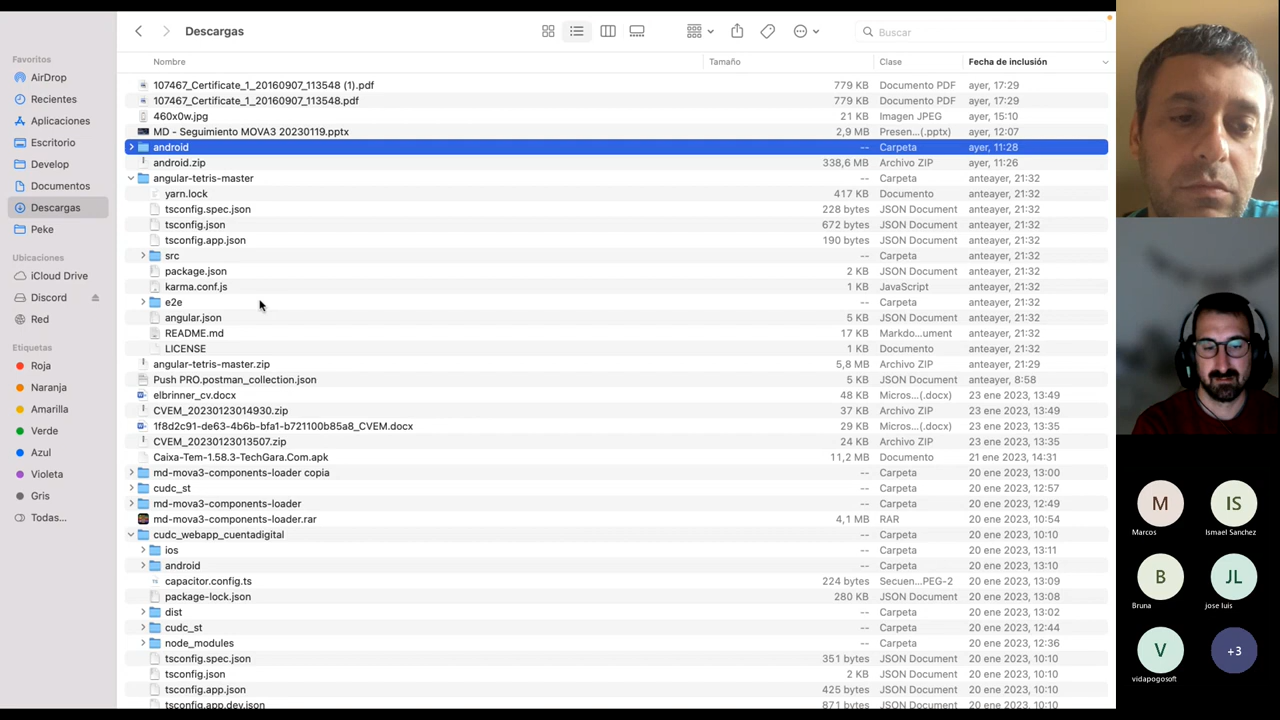 Descargas
Buscar
Favoritos
AirDrop
Recientes
Aplicaciones
Escritorio
Develop
Documentos
Descargas
Peke
Ubicaciones
iCloud Drive
Discord
Red
Etiquetas
Roja
Naranja
Amarilla
Verde
Azul
Violeta
Gris
Todas...
Nombre Tamaño Clase Fecha de inclusión
107467_Certificate_1_20160907_113548 (1).pdf 779 KB Documento PDF ayer, 17:29
107467_Certificate_1_20160907_113548.pdf 779 KB Documento PDF ayer, 17:29
460x0w.jpg 21 KB Imagen JPEG ayer, 15:10
MD - Seguimiento MOVA3 20230119.pptx 2,9 MB Presen...(.pptx) ayer, 12:07
android -- Carpeta ayer, 11:28
android.zip 338,6 MB Archivo ZIP ayer, 11:26
angular-tetris-master -- Carpeta anteayer, 21:32
yarn.lock 417 KB Documento anteayer, 21:32
tsconfig.spec.json 228 bytes JSON Document anteayer, 21:32
tsconfig.json 672 bytes JSON Document anteayer, 21:32
tsconfig.app.json 190 bytes JSON Document anteayer, 21:32
src -- Carpeta anteayer, 21:32
package.json 2 KB JSON Document anteayer, 21:32
karma.conf.js 1 KB JavaScript anteayer, 21:32
e2e -- Carpeta anteayer, 21:32
angular.json 5 KB JSON Document anteayer, 21:32
README.md 17 KB Markdo...ument anteayer, 21:32
LICENSE 1 KB Documento anteayer, 21:32
angular-tetris-master.zip 5,8 MB Archivo ZIP anteayer, 21:29
Push PRO.postman_collection.json 5 KB JSON Document anteayer, 8:58
elbrinner_cv.docx 48 KB Micros...(.docx) 23 ene 2023, 13:49
CVEM_20230123014930.zip 37 KB Archivo ZIP 23 ene 2023, 13:49
1f8d2c91-de63-4b6b-bfa1-b721100b85a8_CVEM.docx 29 KB Micros...(.docx) 23 ene 2023, 13:35
CVEM_20230123013507.zip 24 KB Archivo ZIP 23 ene 2023, 13:35
Caixa-Tem-1.58.3-TechGara.Com.apk 11,2 MB Documento 21 ene 2023, 14:31
md-mova3-components-loader copia -- Carpeta 20 ene 2023, 13:00
cudc_st -- Carpeta 20 ene 2023, 12:57
md-mova3-components-loader -- Carpeta 20 ene 2023, 12:49
md-mova3-components-loader.rar 4,1 MB RAR 20 ene 2023, 10:54
cudc_webapp_cuentadigital -- Carpeta 20 ene 2023, 10:10
ios -- Carpeta 20 ene 2023, 13:11
android -- Carpeta 20 ene 2023, 13:10
capacitor.config.ts 224 bytes Secuen...PEG-2 20 ene 2023, 13:09
package-lock.json 280 KB JSON Document 20 ene 2023, 13:08
dist -- Carpeta 20 ene 2023, 13:02
cudc_st -- Carpeta 20 ene 2023, 12:44
node_modules -- Carpeta 20 ene 2023, 12:36
tsconfig.spec.json 351 bytes JSON Document 20 ene 2023, 10:10
tsconfig.json 2 KB JSON Document 20 ene 2023, 10:10
tsconfig.app.json 425 bytes JSON Document 20 ene 2023, 10:10
tsconfig.app.dev.json 871 bytes JSON Document 20 ene 2023, 10:10
M IS
Marcos Ismael Sanchez
B JL
Bruna jose luis
V +3
vidapogosoft